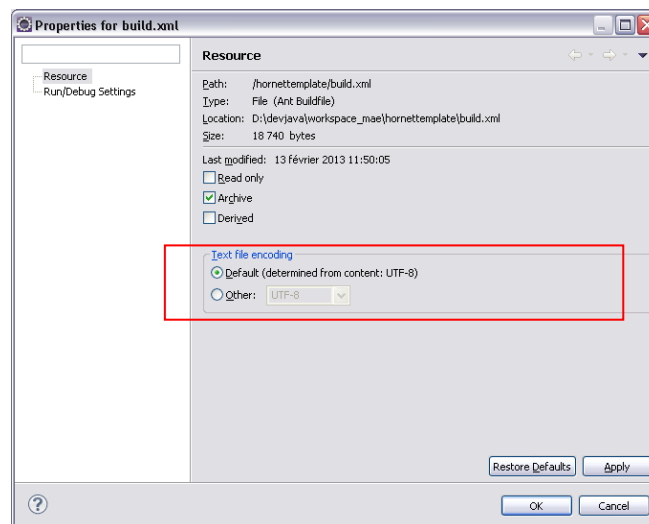 Properties for build.xml
Resource
Run/Debug Settings
Resource
Path: /hornettemplate/build.xml
Type: File (Ant Buildfile)
Location: D:\devjava\workspace_mae\hornettemplate\build.xml
Size: 18 740 bytes
Last modified: 13 février 2013 11:50:05
Read only
Archive
Derived
Text file encoding
Default (determined from content: UTF-8)
Other: UTF-8
Restore Defaults Apply
? OK Cancel